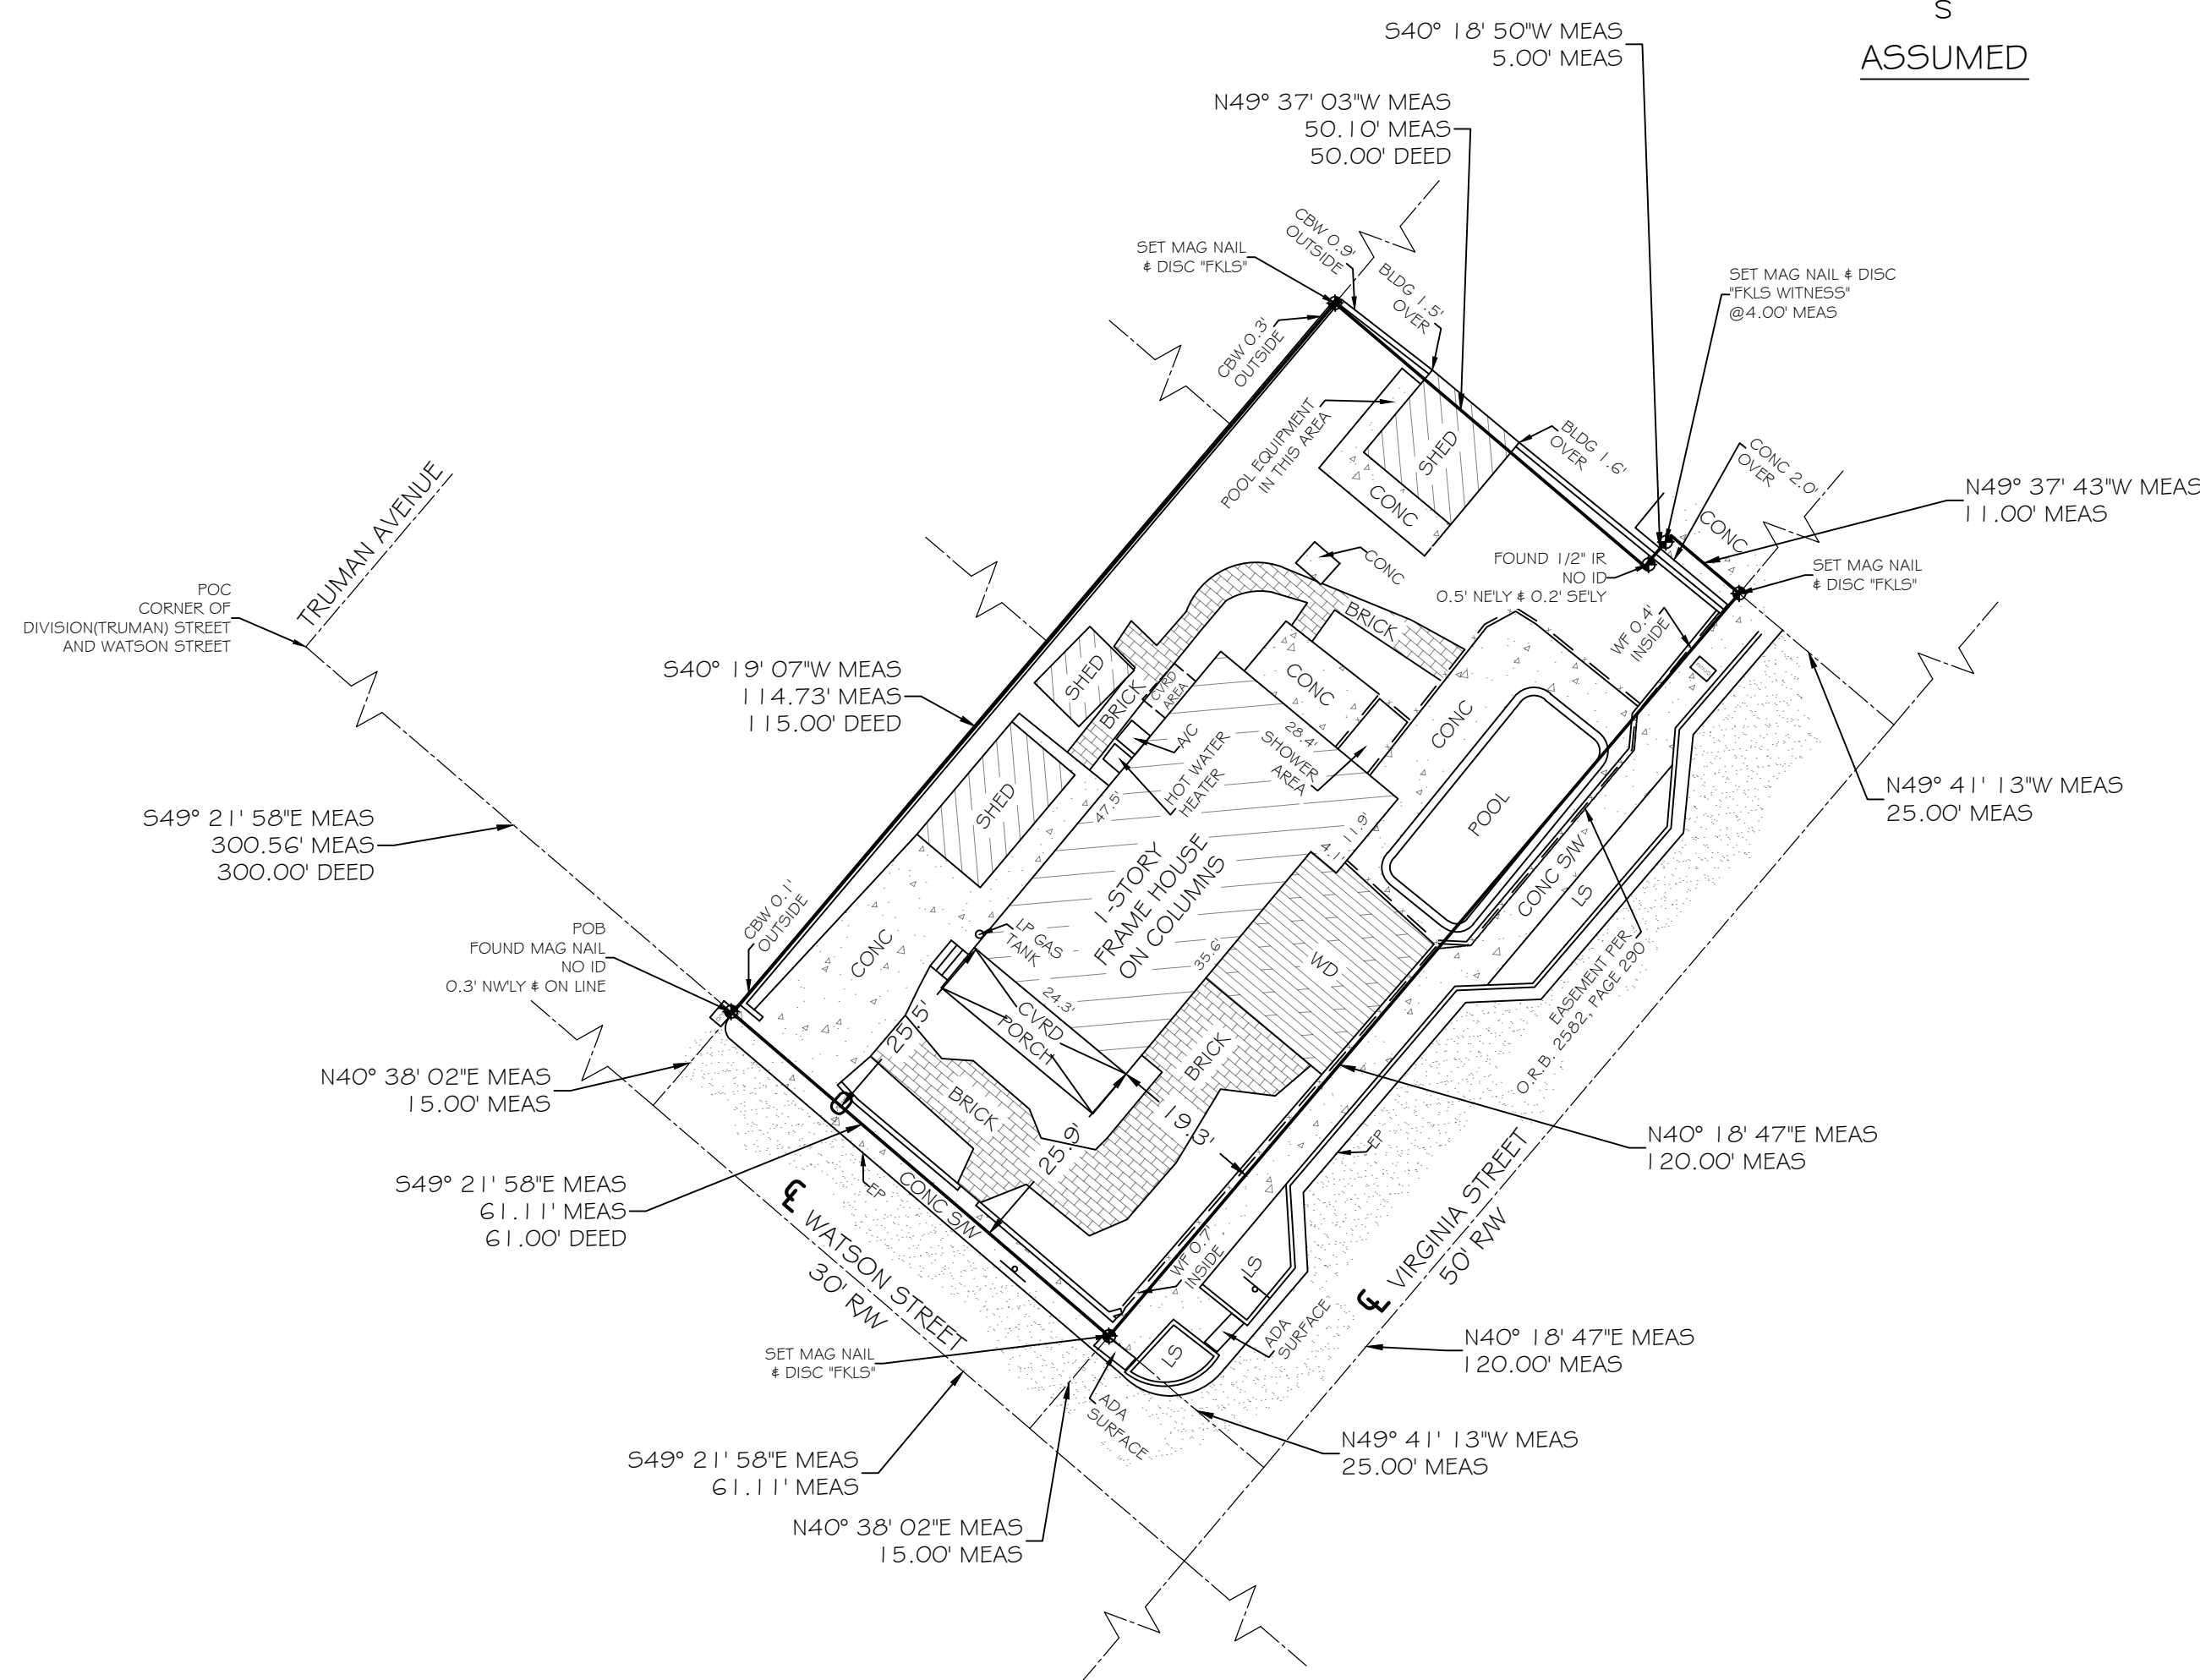 S
ASSUMED
S40° 18' 50"W MEAS
5.00' MEAS
N49° 37' 03"W MEAS
50.10' MEAS
50.00' DEED
SET MAG NAIL
& DISC "FKLS"
CBW 0.9'
OUTSIDE
BLDG 1.5'
OVER
SET MAG NAIL & DISC
"FKLS WITNESS"
@4.00' MEAS
CBW 0.3'
OUTSIDE
POOL EQUIPMENT
IN THIS AREA
SHED
CONC
BLDG 1.6'
OVER
CONC 2.0'
OVER
CONC
N49° 37' 43"W MEAS
11.00' MEAS
FOUND 1/2" IR
NO ID
0.5' NE'LY & 0.2' SE'LY
SET MAG NAIL
& DISC "FKLS"
TRUMAN AVENUE
POC
CORNER OF
DIVISION(TRUMAN) STREET
AND WATSON STREET
CONC
BRICK
WF 0.4'
INSIDE
S40° 19' 07"W MEAS
114.73' MEAS
115.00' DEED
SHED
BRICK
CVRD
AREA
CONC
CONC
A/C
28.4'
SHOWER
AREA
HOT WATER
HEATER
47.5'
N49° 41' 13"W MEAS
25.00' MEAS
S49° 21' 58"E MEAS
300.56' MEAS
300.00' DEED
SHED
POOL
11.9'
4.1'
1-STORY
FRAME HOUSE
ON COLUMNS
CONC S/W
LS
CBW 0.1'
OUTSIDE
POB
FOUND MAG NAIL
NO ID
0.3' NW'LY & ON LINE
CONC
LP GAS
TANK
35.6'
WD
EASEMENT PER
O.R.B. 2582, PAGE 290
24.3'
CVRD
PORCH
25.5'
BRICK
N40° 38' 02"E MEAS
15.00' MEAS
BRICK
19.3'
25.9'
EP
N40° 18' 47"E MEAS
120.00' MEAS
S49° 21' 58"E MEAS
61.11' MEAS
61.00' DEED
EP
CONC S/W
℄ WATSON STREET
30' R/W
WF 0.7'
INSIDE
LS
℄ VIRGINIA STREET
50' R/W
SET MAG NAIL
& DISC "FKLS"
LS
ADA
SURFACE
N40° 18' 47"E MEAS
120.00' MEAS
ADA
SURFACE
S49° 21' 58"E MEAS
61.11' MEAS
N49° 41' 13"W MEAS
25.00' MEAS
N40° 38' 02"E MEAS
15.00' MEAS